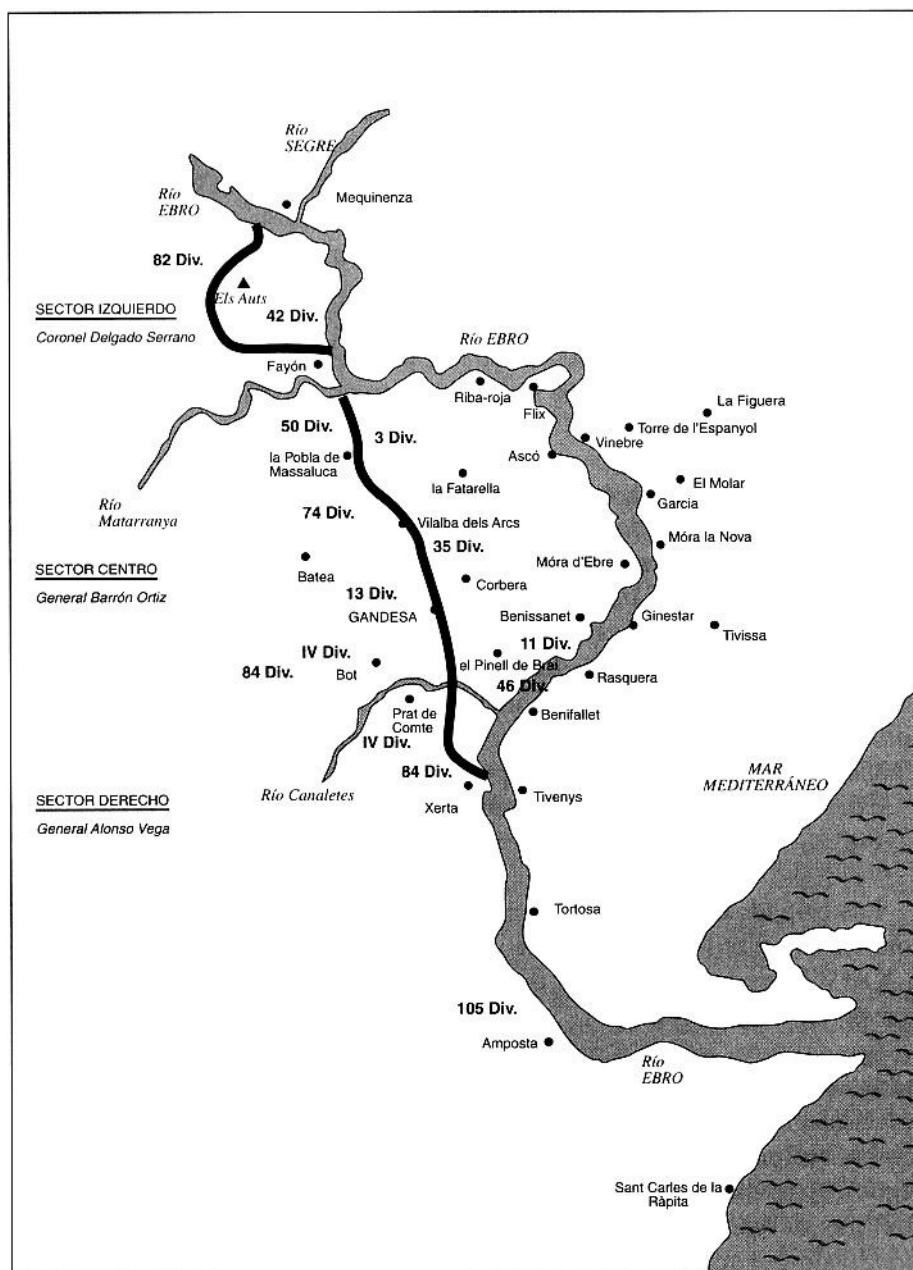 Río
SEGRE
Mequinenza
Río
EBRO
82 Div.
Els Auts
SECTOR IZQUIERDO
Coronel Delgado Serrano
42 Div.
Río EBRO
Fayón
Riba-roja
Flix
La Figuera
Torre de l'Espanyol
Vinebre
50 Div.
3 Div.
Ascó
la Pobla de
Massaluca
la Fatarella
El Molar
Garcia
Río
Matarranya
74 Div.
Vilalba dels Arcs
35 Div.
Móra la Nova
SECTOR CENTRO
General Barrón Ortiz
Batea
Móra d'Ebre
Corbera
13 Div.
GANDESA
Benissanet
Ginestar
Tivissa
11 Div.
IV Div.
84 Div.
Bot
el Pinell de Brai
46 Div.
Rasquera
Prat de
Comte
Benifallet
IV Div.
84 Div.
Río Canaletes
MAR
MEDITERRÁNEO
SECTOR DERECHO
General Alonso Vega
Xerta
Tivenys
Tortosa
105 Div.
Amposta
Río
EBRO
Sant Carles de la
Ràpita